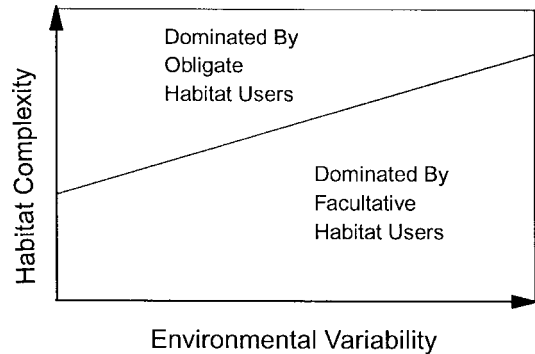 Dominated By
Obligate
Habitat Users
Habitat Complexity
Dominated By
Facultative
Habitat Users
Environmental Variability